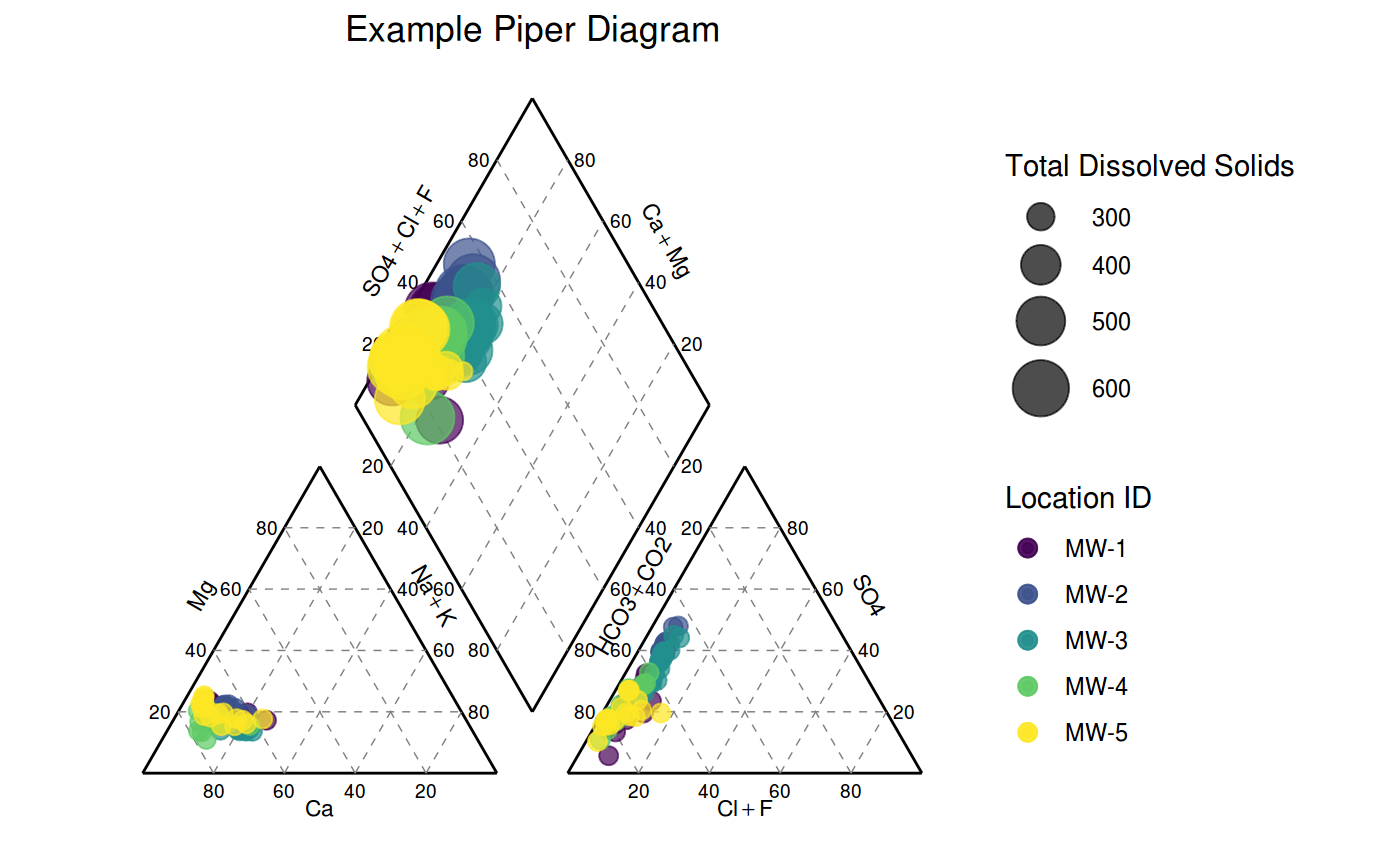 Example Piper Diagram
80 80
SO4+Cl+F
Ca+Mg
60 60
40 40
20 20
20 20
40 40
60 60
80 80
Mg
Na+K
80 20
60 40
40 60
20 80
80 60 40 20
Ca
HCO3+CO2
SO4
20 80
40 60
60 40
80 20
20 40 60 80
Cl+F
Total Dissolved Solids
300
400
500
600
Location ID
MW-1
MW-2
MW-3
MW-4
MW-5